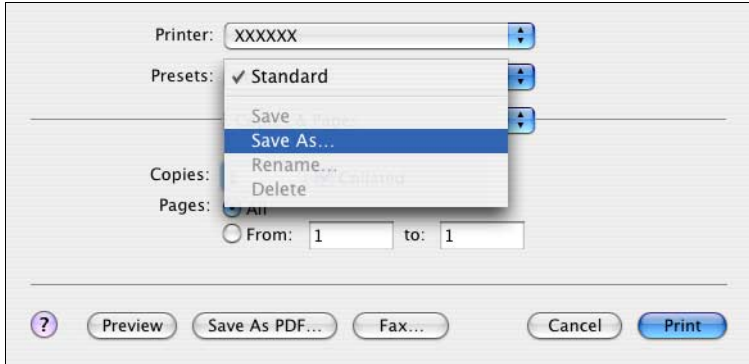 Printer: XXXXXX
Presets: ✓ Standard
Save
Save As...
Rename...
Delete
Copies: Collated
Pages: All
From: 1 to: 1
? Preview Save As PDF... Fax... Cancel Print